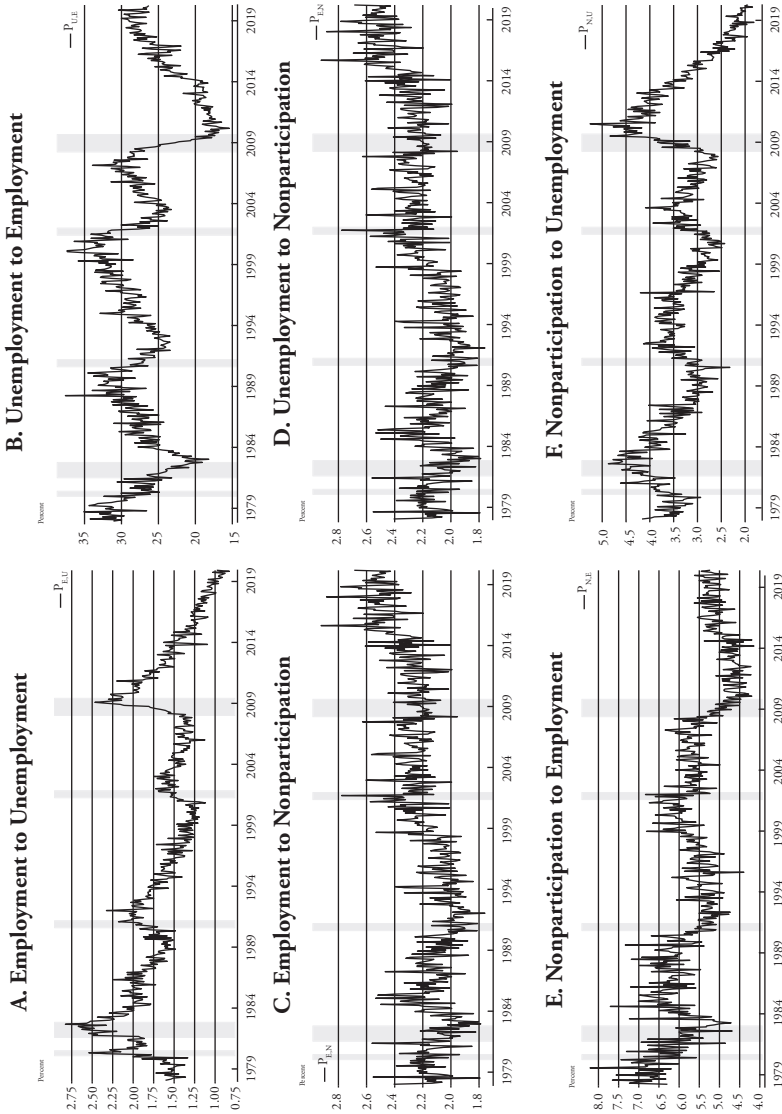 A. Employment to Unemployment
Percent
P E,U
2.75
2.50
2.25
2.00
1.75
1.50
1.25
1.00
0.75
1979 1984 1989 1994 1999 2004 2009 2014 2019
B. Unemployment to Employment
Percent
P U,E
35
30
25
20
15
1979 1984 1989 1994 1999 2004 2009 2014 2019
C. Employment to Nonparticipation
Percent
P E,N
2.8
2.6
2.4
2.2
2.0
1.8
1979 1984 1989 1994 1999 2004 2009 2014 2019
D. Unemployment to Nonparticipation
Percent
P E,N
2.8
2.6
2.4
2.2
2.0
1.8
1979 1984 1989 1994 1999 2004 2009 2014 2019
E. Nonparticipation to Employment
Percent
P N,E
8.0
7.5
7.0
6.5
6.0
5.5
5.0
4.5
4.0
1979 1984 1989 1994 1999 2004 2009 2014 2019
F. Nonparticipation to Unemployment
Percent
P N,U
5.0
4.5
4.0
3.5
3.0
2.5
2.0
1979 1984 1989 1994 1999 2004 2009 2014 2019